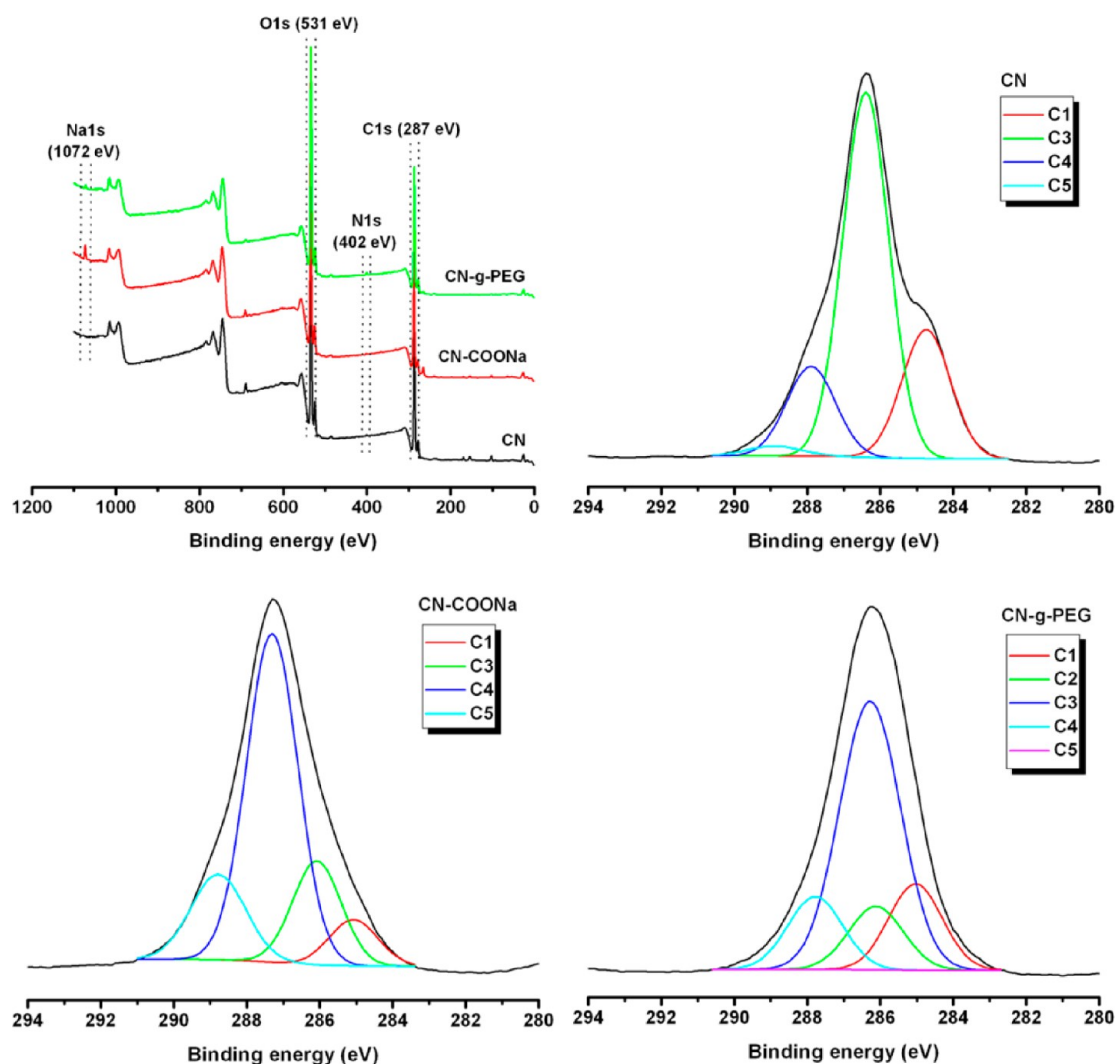 O1s (531 eV)
Na1s
(1072 eV)
C1s (287 eV)
N1s
(402 eV)
CN-g-PEG
CN-COONa
CN
1200 1000 800 600 400 200 0
Binding energy (eV)
CN
C1
C3
C4
C5
294 292 290 288 286 284 282 280
Binding energy (eV)
CN-COONa
C1
C3
C4
C5
294 292 290 288 286 284 282 280
Binding energy (eV)
CN-g-PEG
C1
C2
C3
C4
C5
294 292 290 288 286 284 282 280
Binding energy (eV)